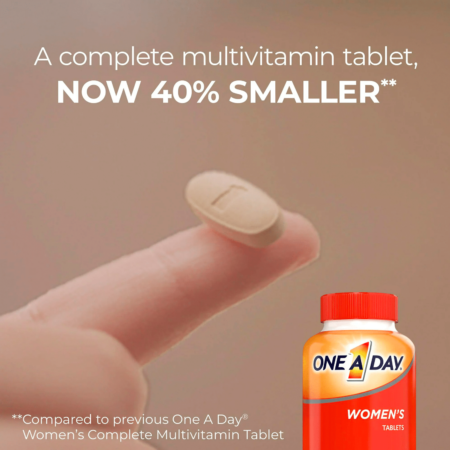 A complete multivitamin tablet,
NOW 40% SMALLER**
ONE A DAY®
WOMEN'S
TABLETS
**Compared to previous One A Day®
Women's Complete Multivitamin Tablet